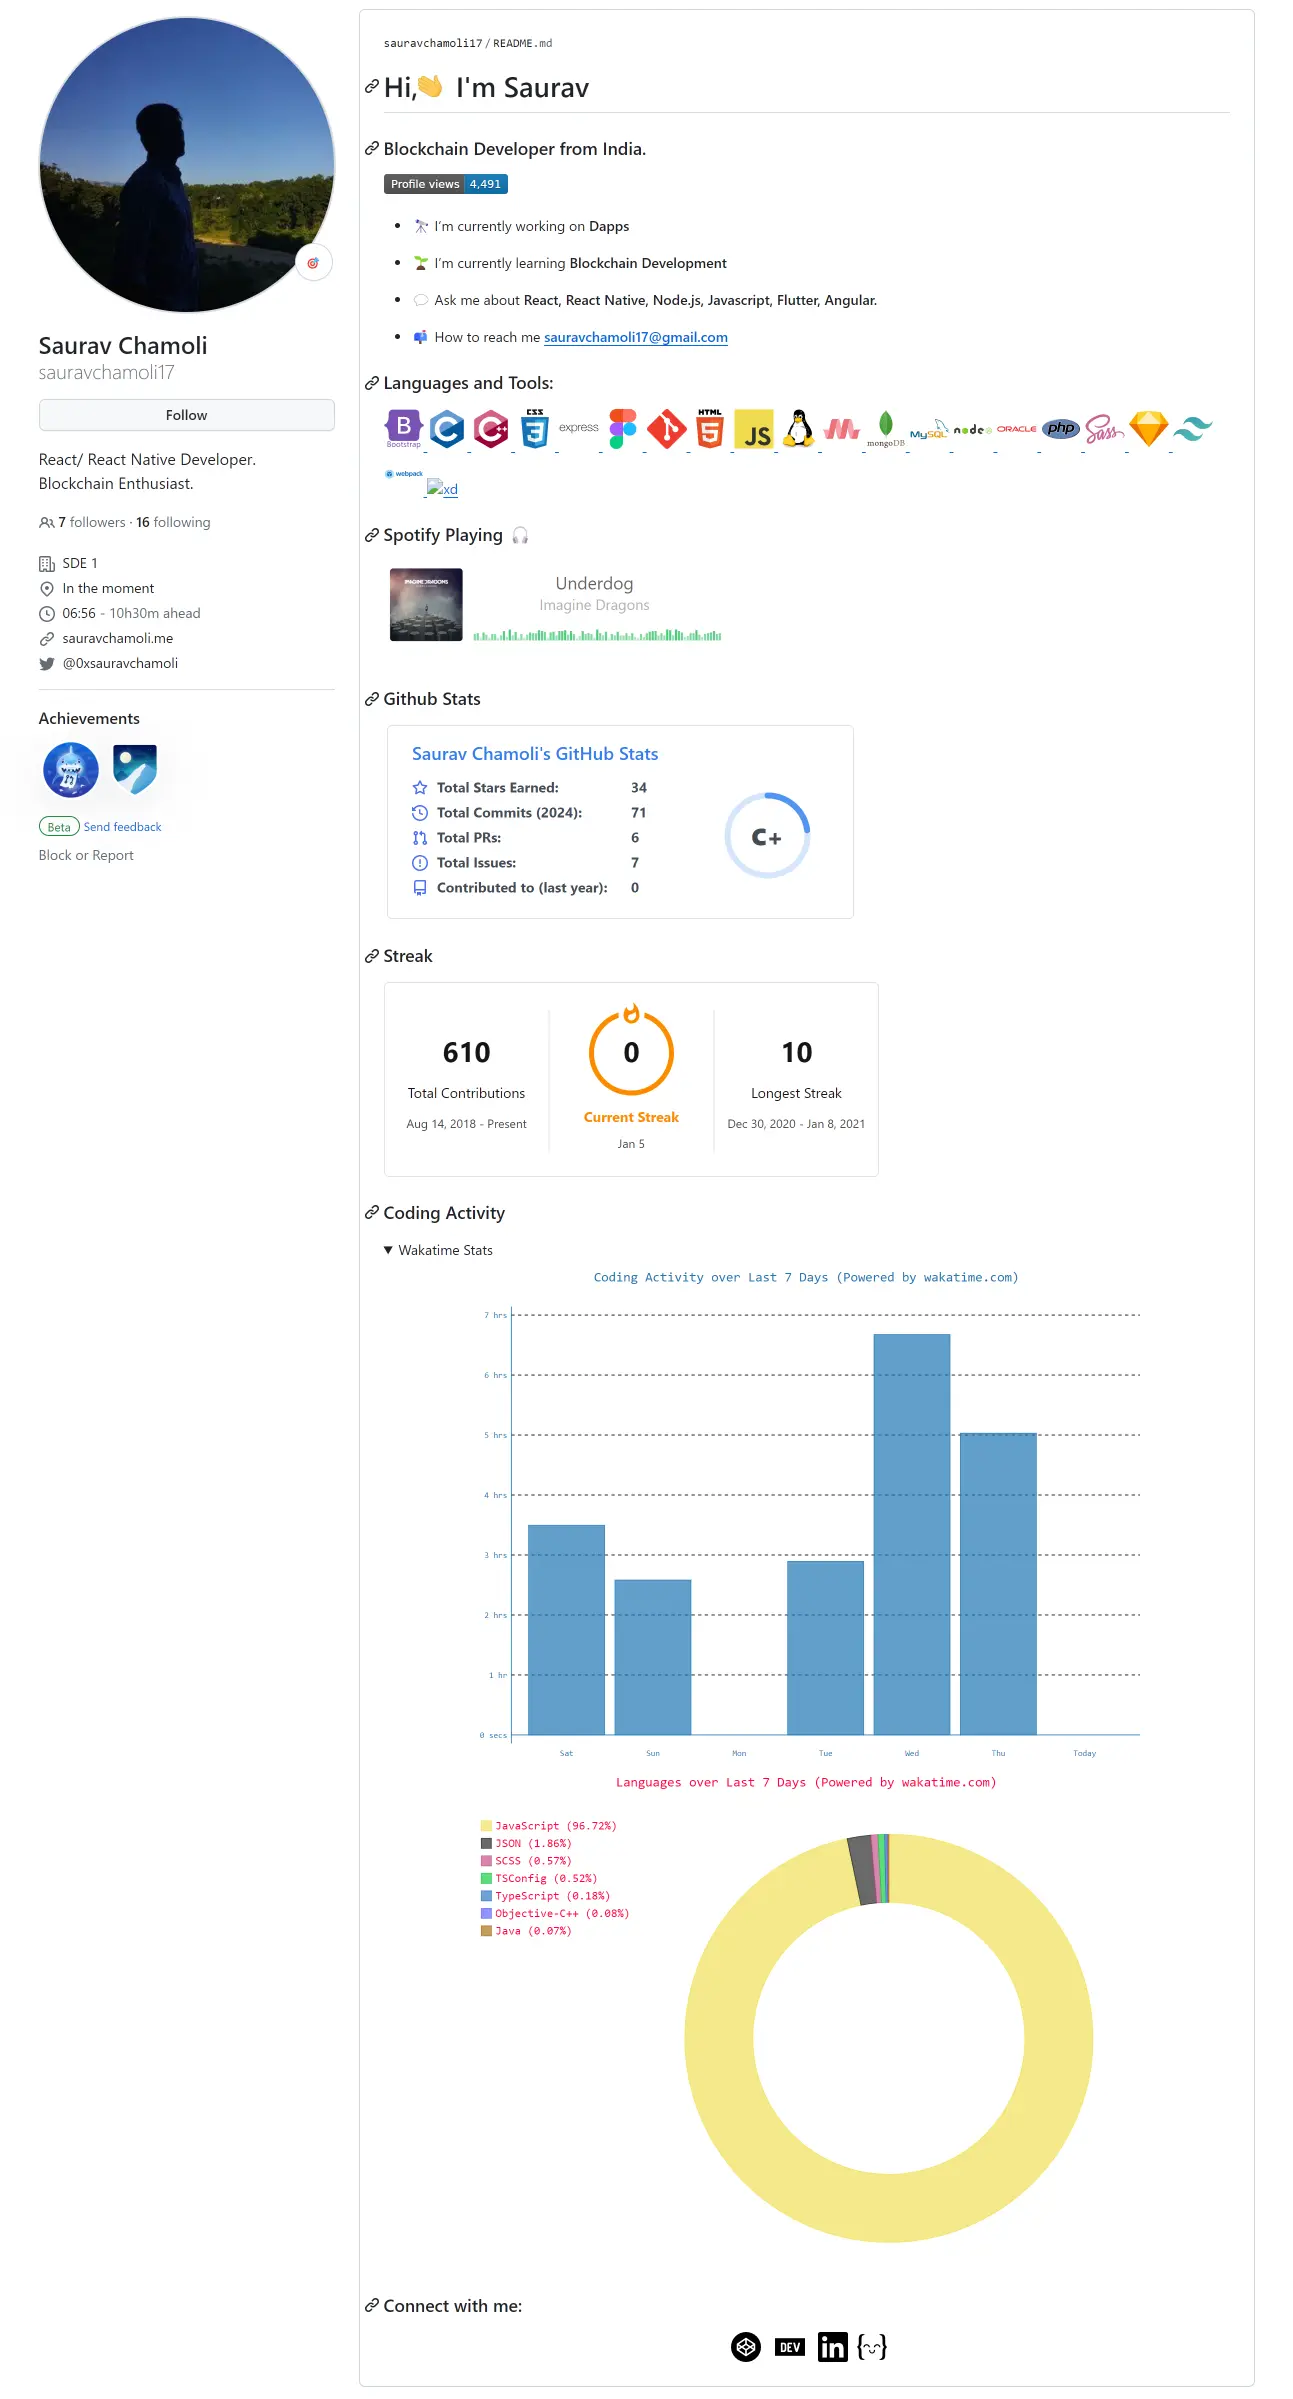 Saurav Chamoli
sauravchamoli17
Follow
React/ React Native Developer.
Blockchain Enthusiast.
7 followers · 16 following
SDE 1
In the moment
06:56 - 10h30m ahead
sauravchamoli.me
@0xsauravchamoli
Achievements
Beta Send feedback
Block or Report
sauravchamoli17/README.md
Hi,👋 I'm Saurav
Blockchain Developer from India.
Profile views 4,491
• 🔭 I'm currently working on Dapps
• 🌱 I'm currently learning Blockchain Development
• 💬 Ask me about React, React Native, Node.js, Javascript, Flutter, Angular.
• 📫 How to reach me sauravchamoli17@gmail.com
Languages and Tools:
B Bootstrap C C++ CSS 3 express HTML 5 JS mongoDB MySQL node ORACLE php Sass
webpack xd
Spotify Playing 🎧
IMAGINE DRAGONS
Underdog
Imagine Dragons
Github Stats
Saurav Chamoli's GitHub Stats
Total Stars Earned: 34
Total Commits (2024): 71
Total PRs: 6
Total Issues: 7
Contributed to (last year): 0
C+
Streak
610
Total Contributions
Aug 14, 2018 - Present
0
Current Streak
Jan 5
10
Longest Streak
Dec 30, 2020 - Jan 8, 2021
Coding Activity
▼ Wakatime Stats
Coding Activity over Last 7 Days (Powered by wakatime.com)
7 hrs
6 hrs
5 hrs
4 hrs
3 hrs
2 hrs
1 hr
0 secs
Sat Sun Mon Tue Wed Thu Today
Languages over Last 7 Days (Powered by wakatime.com)
JavaScript (96.72%)
JSON (1.86%)
SCSS (0.57%)
TSConfig (0.52%)
TypeScript (0.18%)
Objective-C++ (0.08%)
Java (0.07%)
Connect with me:
DEV in